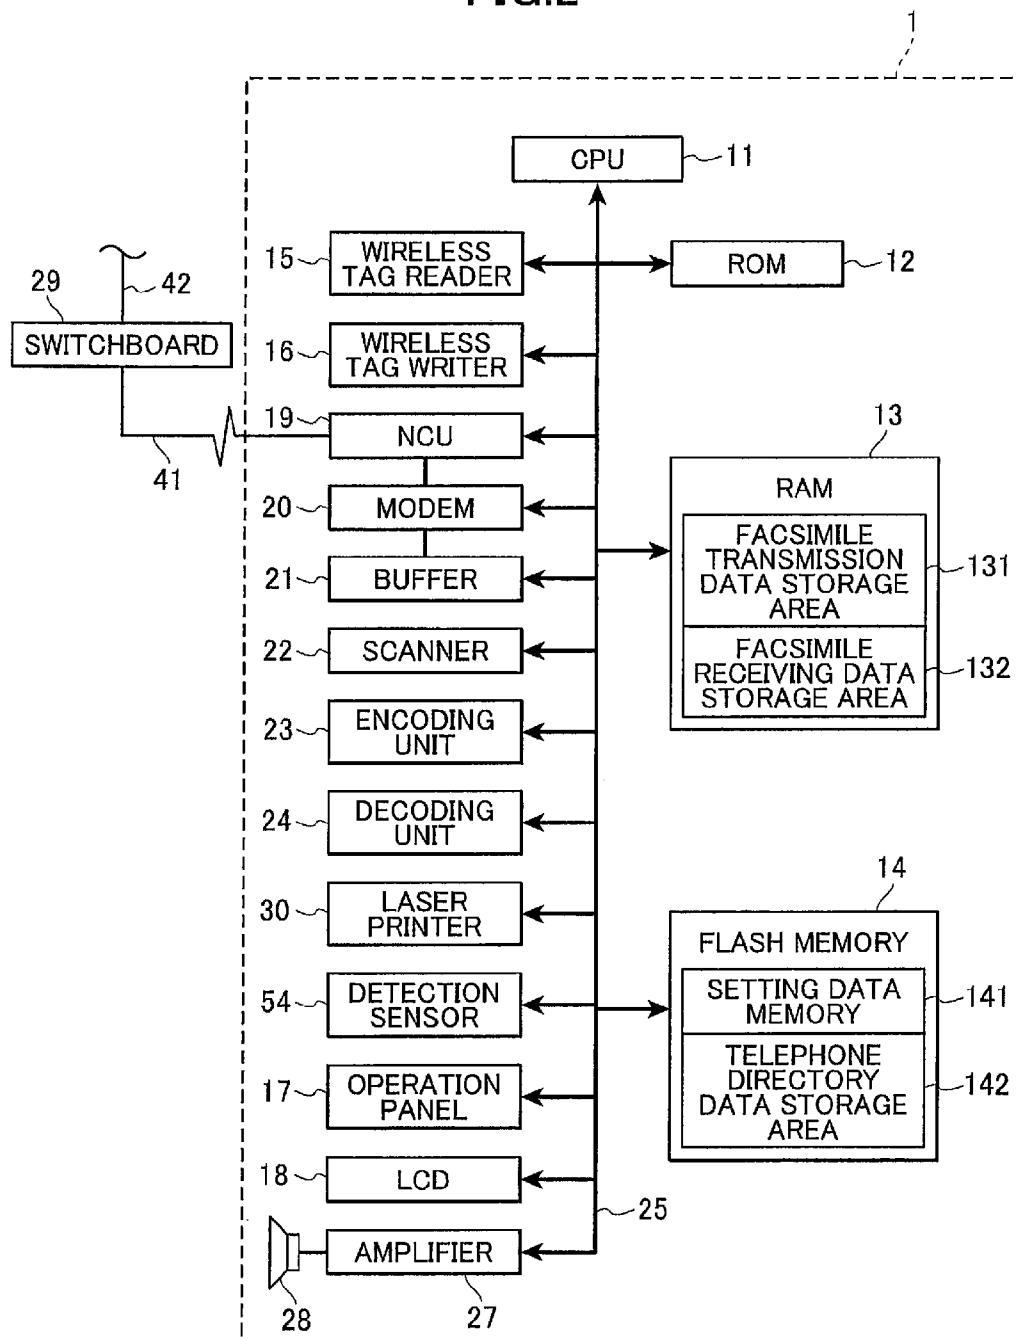 FIG.2
1
CPU
11
15
WIRELESS
TAG READER
ROM
12
29
42
SWITCHBOARD
16
WIRELESS
TAG WRITER
19
NCU
41
13
RAM
20
MODEM
FACSIMILE
TRANSMISSION
DATA STORAGE
AREA
131
21
BUFFER
22
SCANNER
FACSIMILE
RECEIVING DATA
STORAGE AREA
132
23
ENCODING
UNIT
24
DECODING
UNIT
30
LASER
PRINTER
14
FLASH MEMORY
54
DETECTION
SENSOR
SETTING DATA
MEMORY
141
17
OPERATION
PANEL
TELEPHONE
DIRECTORY
DATA STORAGE
AREA
142
18
LCD
25
AMPLIFIER
28
27